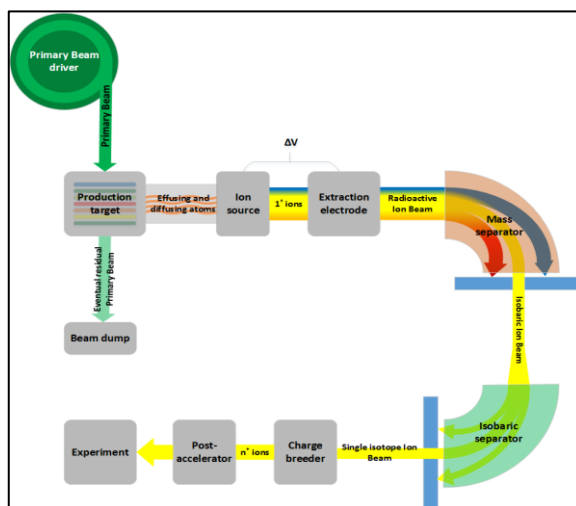 Primary Beam
driver
Primary Beam
ΔV
Production
target
Effusing and
diffusing atoms
Ion
source
1⁺ ions
Extraction
electrode
Radioactive
Ion Beam
Mass
separator
Eventual residual
Primary Beam
Beam dump
Isobaric Ion Beam
Isobaric
separator
Single isotope Ion
Beam
Charge
breeder
n⁺ ions
Post-
accelerator
Experiment